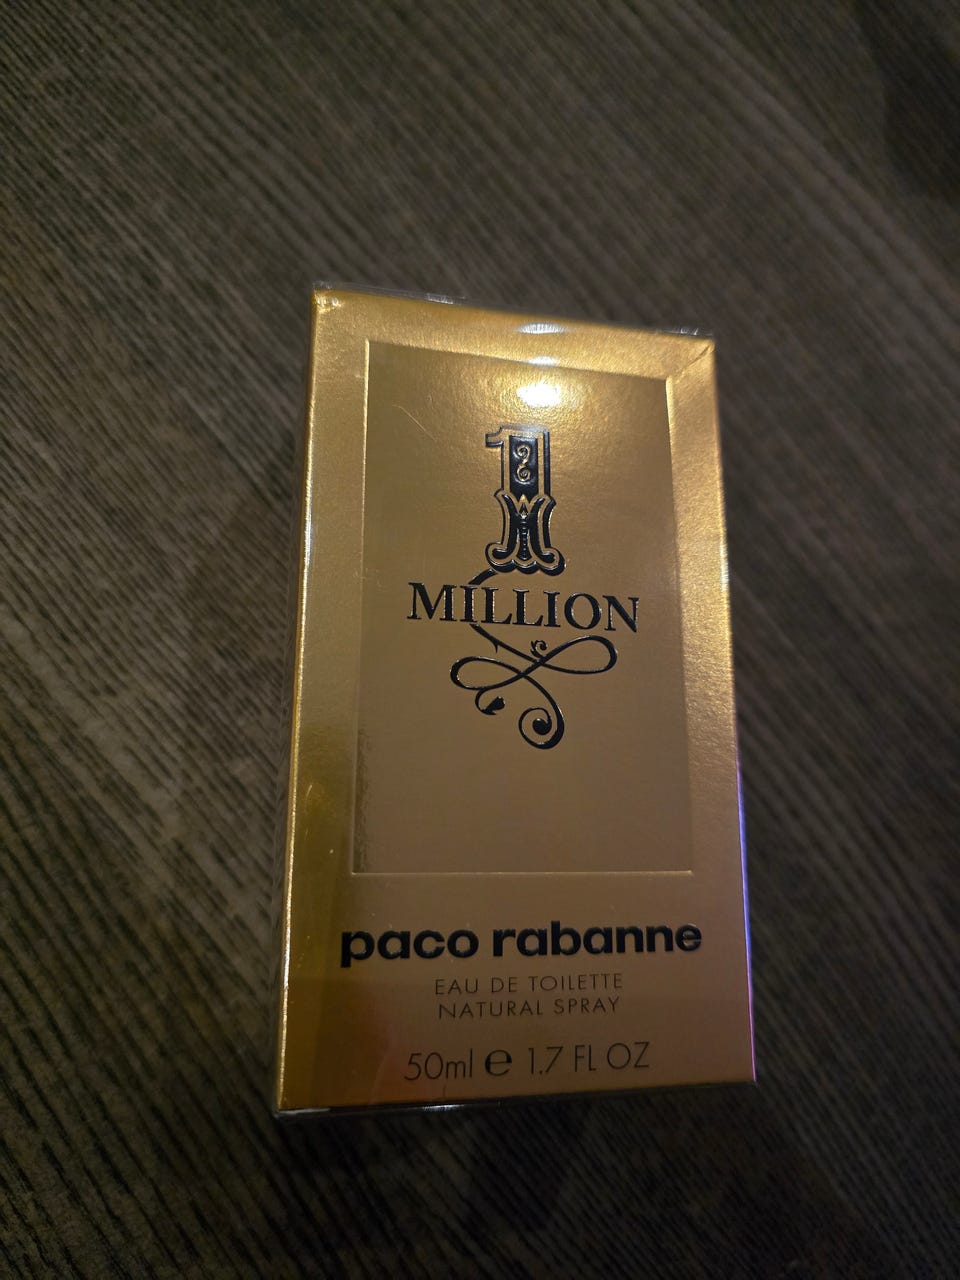 1
MILLION
paco rabanne
EAU DE TOILETTE
NATURAL SPRAY
50ml ℮ 1.7 FL OZ